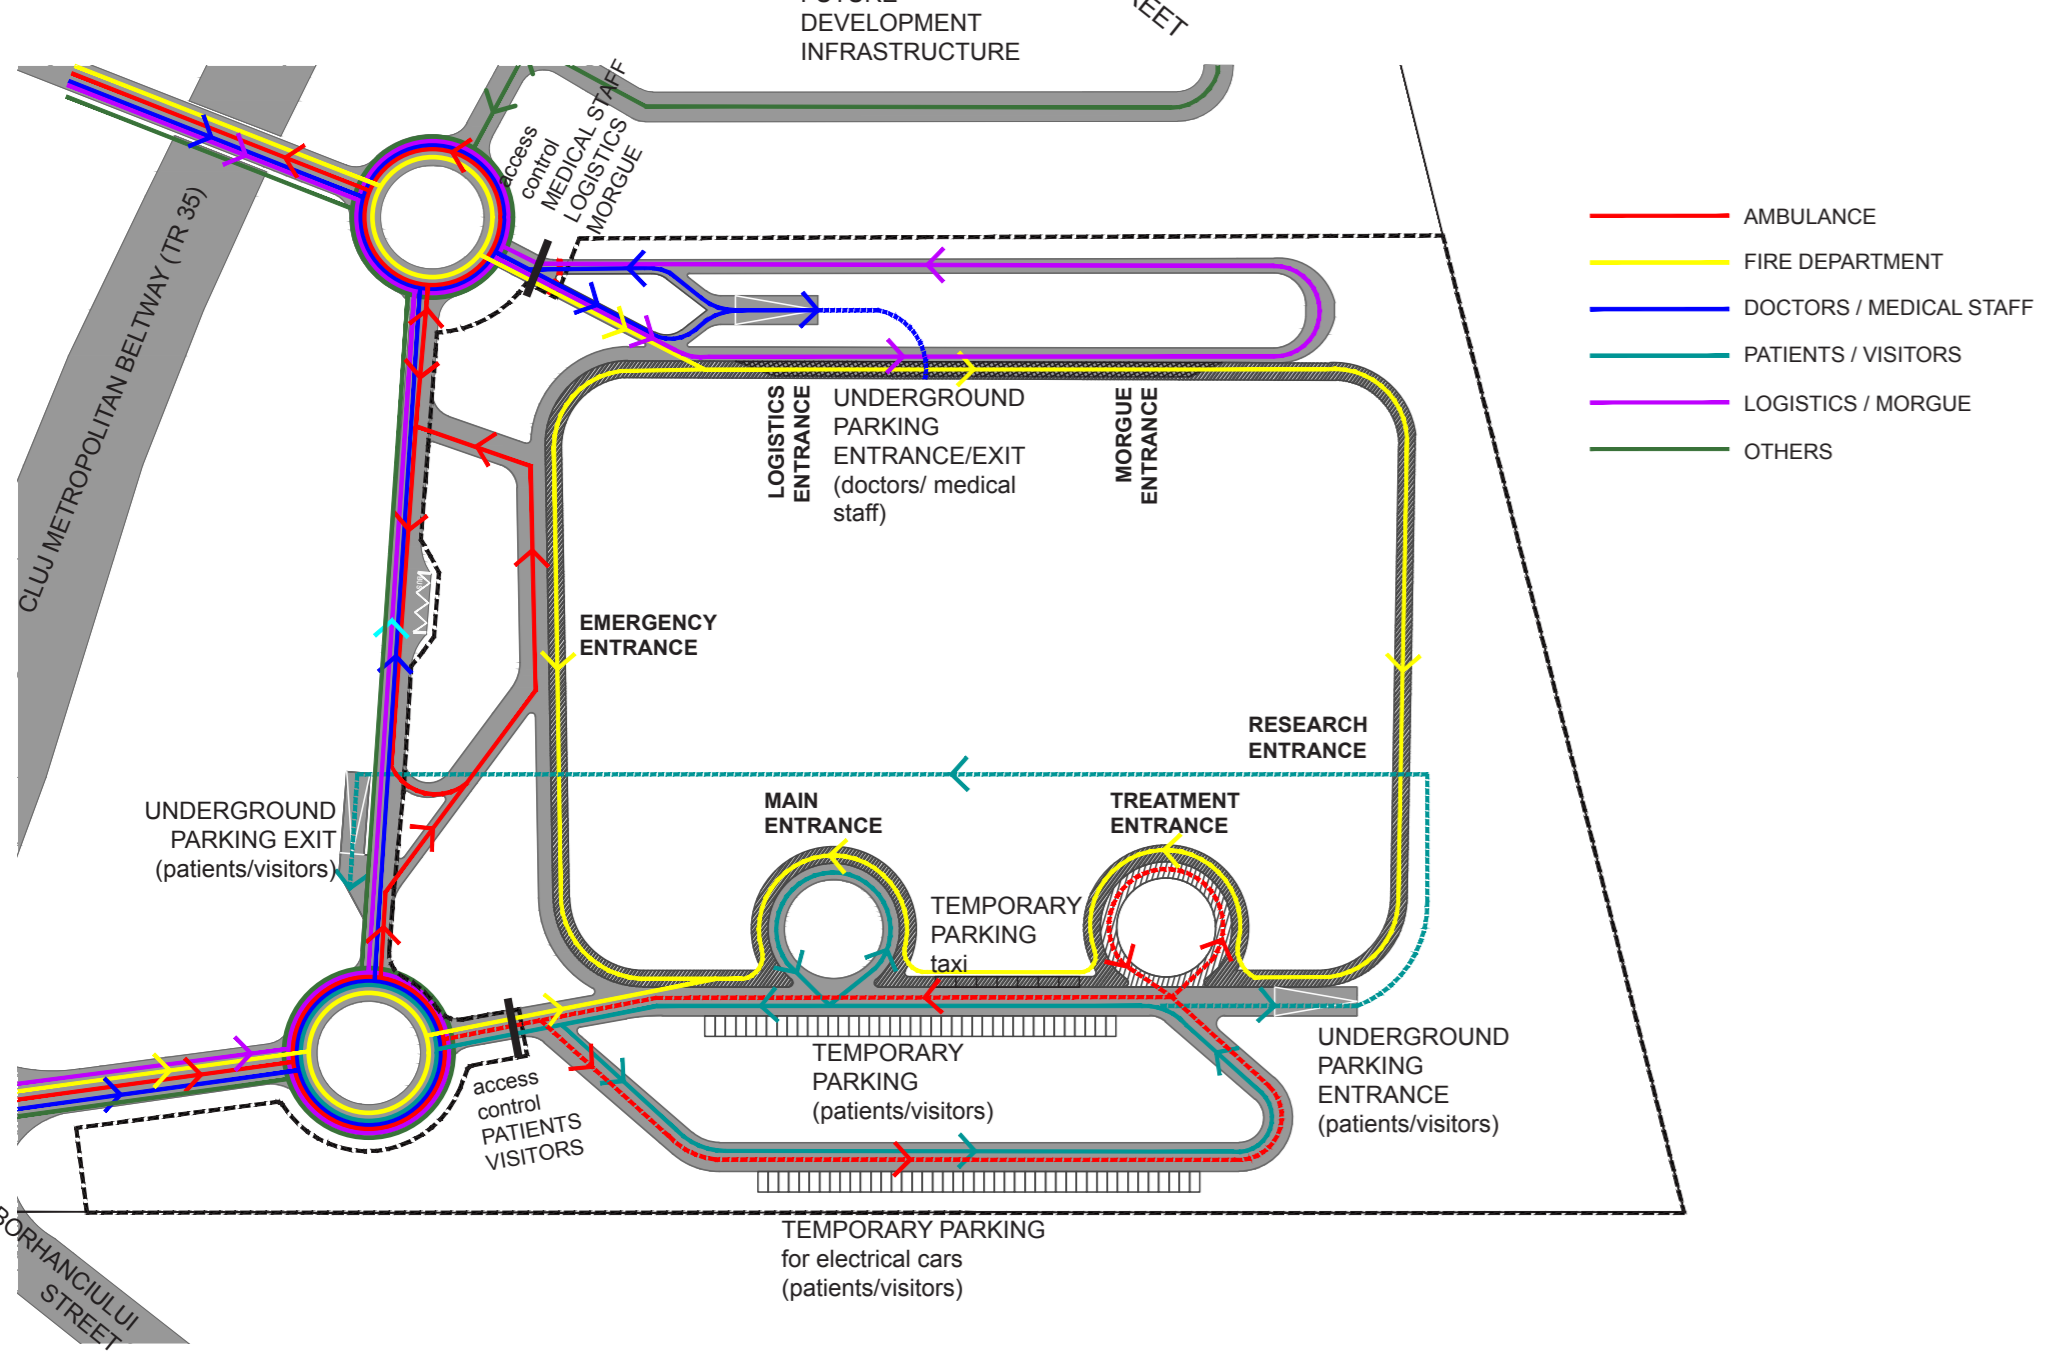 FUTURE
DEVELOPMENT
INFRASTRUCTURE
access
control
MEDICAL STAFF
LOGISTICS
MORGUE
CLUJ METROPOLITAN BELTWAY (TR 35)
AMBULANCE
FIRE DEPARTMENT
DOCTORS / MEDICAL STAFF
PATIENTS / VISITORS
LOGISTICS / MORGUE
OTHERS
LOGISTICS
ENTRANCE
UNDERGROUND
PARKING
ENTRANCE/EXIT
(doctors/ medical
staff)
MORGUE
ENTRANCE
EMERGENCY
ENTRANCE
RESEARCH
ENTRANCE
UNDERGROUND
PARKING EXIT
(patients/visitors)
MAIN
ENTRANCE
TREATMENT
ENTRANCE
TEMPORARY
PARKING
taxi
TEMPORARY
PARKING
(patients/visitors)
UNDERGROUND
PARKING
ENTRANCE
(patients/visitors)
access
control
PATIENTS
VISITORS
TEMPORARY PARKING
for electrical cars
(patients/visitors)
BORHANCIULUI
STREET